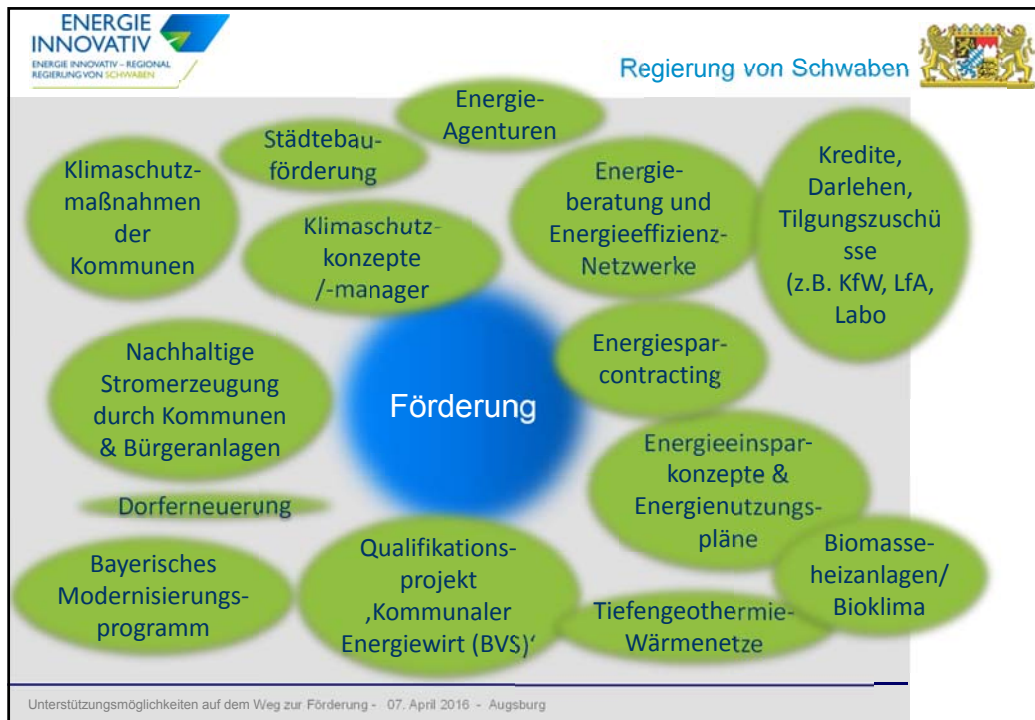 ENERGIE
INNOVATIV
ENERGIE INNOVATIV – REGIONAL
REGIERUNG VON SCHWABEN
Regierung von Schwaben
Energie-
Agenturen
Städtebau-
förderung
Klimaschutz-
maßnahmen
der
Kommunen
Klimaschutz-
konzepte
/-manager
Energie-
beratung und
Energieeffizienz-
Netzwerke
Kredite,
Darlehen,
Tilgungszuschü
sse
(z.B. KfW, LfA,
Labo
Nachhaltige
Stromerzeugung
durch Kommunen
& Bürgeranlagen
Förderung
Energiespar-
contracting
Energieeinspar-
konzepte &
Energienutzungs-
pläne
Dorferneuerung
Bayerisches
Modernisierungs-
programm
Qualifikations-
projekt
‚Kommunaler
Energiewirt (BVS)‘
Tiefengeothermie-
Wärmenetze
Biomasse-
heizanlagen/
Bioklima
Unterstützungsmöglichkeiten auf dem Weg zur Förderung - 07. April 2016 - Augsburg